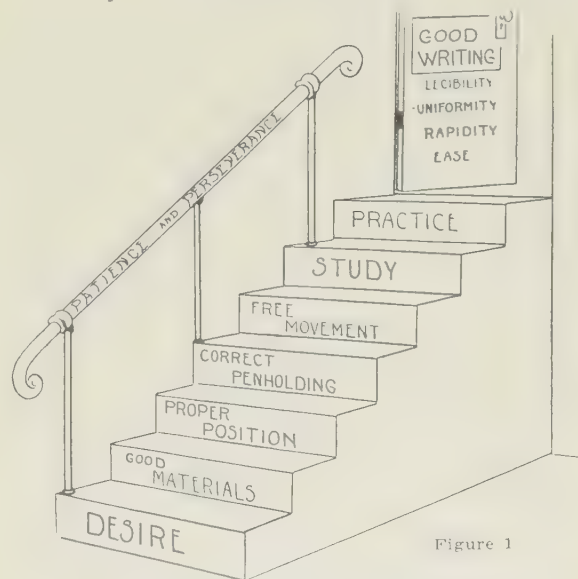 GOOD
WRITING
LEGIBILITY
UNIFORMITY
RAPIDITY
EASE
PATIENCE AND PERSEVERANCE
PRACTICE
STUDY
FREE
MOVEMENT
CORRECT
PENHOLDING
PROPER
POSITION
GOOD
MATERIALS
DESIRE
Figure 1